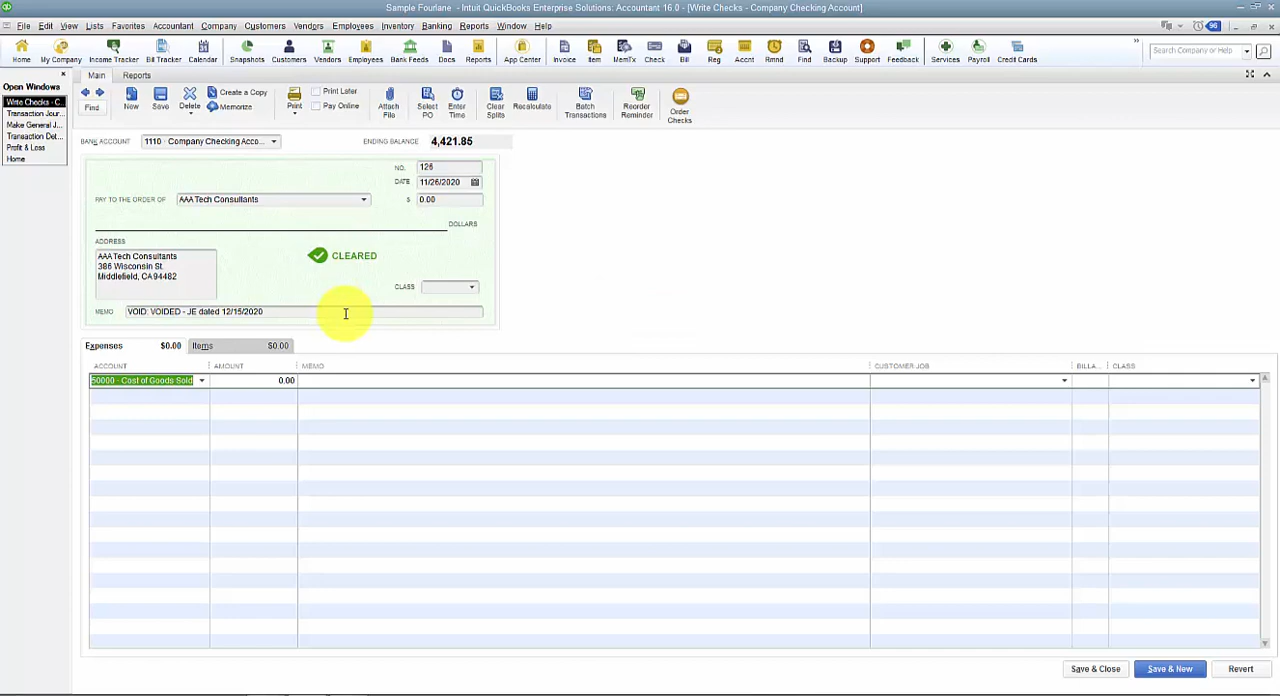 Sample Fourlane - Intuit QuickBooks Enterprise Solutions: Accountant 16.0 - [Write Checks - Company Checking Account]
File Edit View Lists Favorites Accountant Company Customers Vendors Employees Inventory Banking Reports Window Help
96
Home My Company Income Tracker Bill Tracker Calendar Snapshots Customers Vendors Employees Bank Feeds Docs Reports App Center Invoice Item MemTx Check Bill Reg Accnt Rmnd Find Backup Support Feedback Services Payroll Credit Cards
Search Company or Help
Open Windows
Write Checks - C...
Transaction Jour...
Make General J...
Transaction Det...
Profit & Loss
Home
Main Reports
Find New Save Delete Create a Copy
Memorize
Print Print Later
Pay Online
Attach File
Select PO
Enter Time
Clear Splits
Recalculate
Batch Transactions
Reorder Reminder
Order Checks
BANK ACCOUNT 1110 · Company Checking Acco... ENDING BALANCE 4,421.85
NO. 126
DATE 11/26/2020
PAY TO THE ORDER OF AAA Tech Consultants $ 0.00
DOLLARS
ADDRESS
AAA Tech Consultants
386 Wisconsin St.
Middlefield, CA 94482
CLEARED
CLASS
MEMO VOID: VOIDED - JE dated 12/15/2020
Expenses $0.00 Items $0.00
ACCOUNT AMOUNT MEMO CUSTOMER:JOB BILLA... CLASS
50000 · Cost of Goods Sold 0.00
Save & Close Save & New Revert